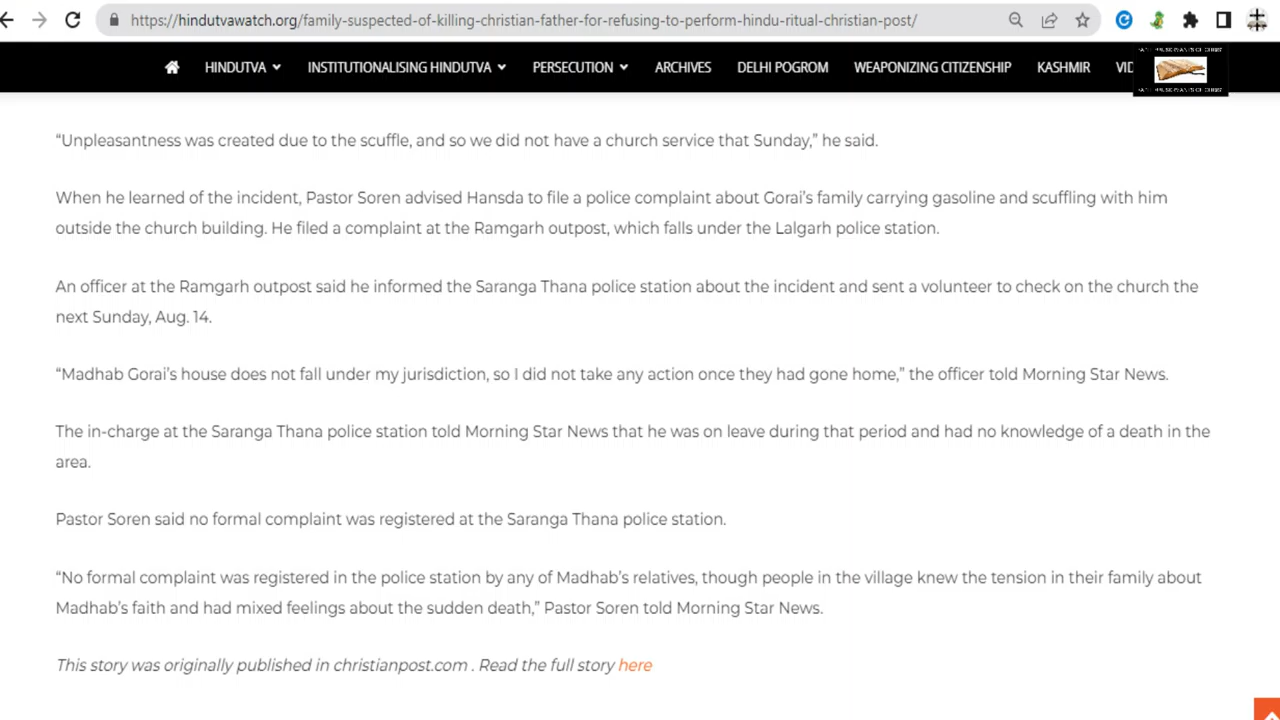 https://hindutvawatch.org/family-suspected-of-killing-christian-father-for-refusing-to-perform-hindu-ritual-christian-post/
HINDUTVA INSTITUTIONALISING HINDUTVA PERSECUTION ARCHIVES DELHI POGROM WEAPONIZING CITIZENSHIP KASHMIR VID
“Unpleasantness was created due to the scuffle, and so we did not have a church service that Sunday,” he said.
When he learned of the incident, Pastor Soren advised Hansda to file a police complaint about Gorai’s family carrying gasoline and scuffling with him
outside the church building. He filed a complaint at the Ramgarh outpost, which falls under the Lalgarh police station.
An officer at the Ramgarh outpost said he informed the Saranga Thana police station about the incident and sent a volunteer to check on the church the
next Sunday, Aug. 14.
“Madhab Gorai’s house does not fall under my jurisdiction, so I did not take any action once they had gone home,” the officer told Morning Star News.
The in-charge at the Saranga Thana police station told Morning Star News that he was on leave during that period and had no knowledge of a death in the
area.
Pastor Soren said no formal complaint was registered at the Saranga Thana police station.
“No formal complaint was registered in the police station by any of Madhab’s relatives, though people in the village knew the tension in their family about
Madhab’s faith and had mixed feelings about the sudden death,” Pastor Soren told Morning Star News.
This story was originally published in christianpost.com . Read the full story here